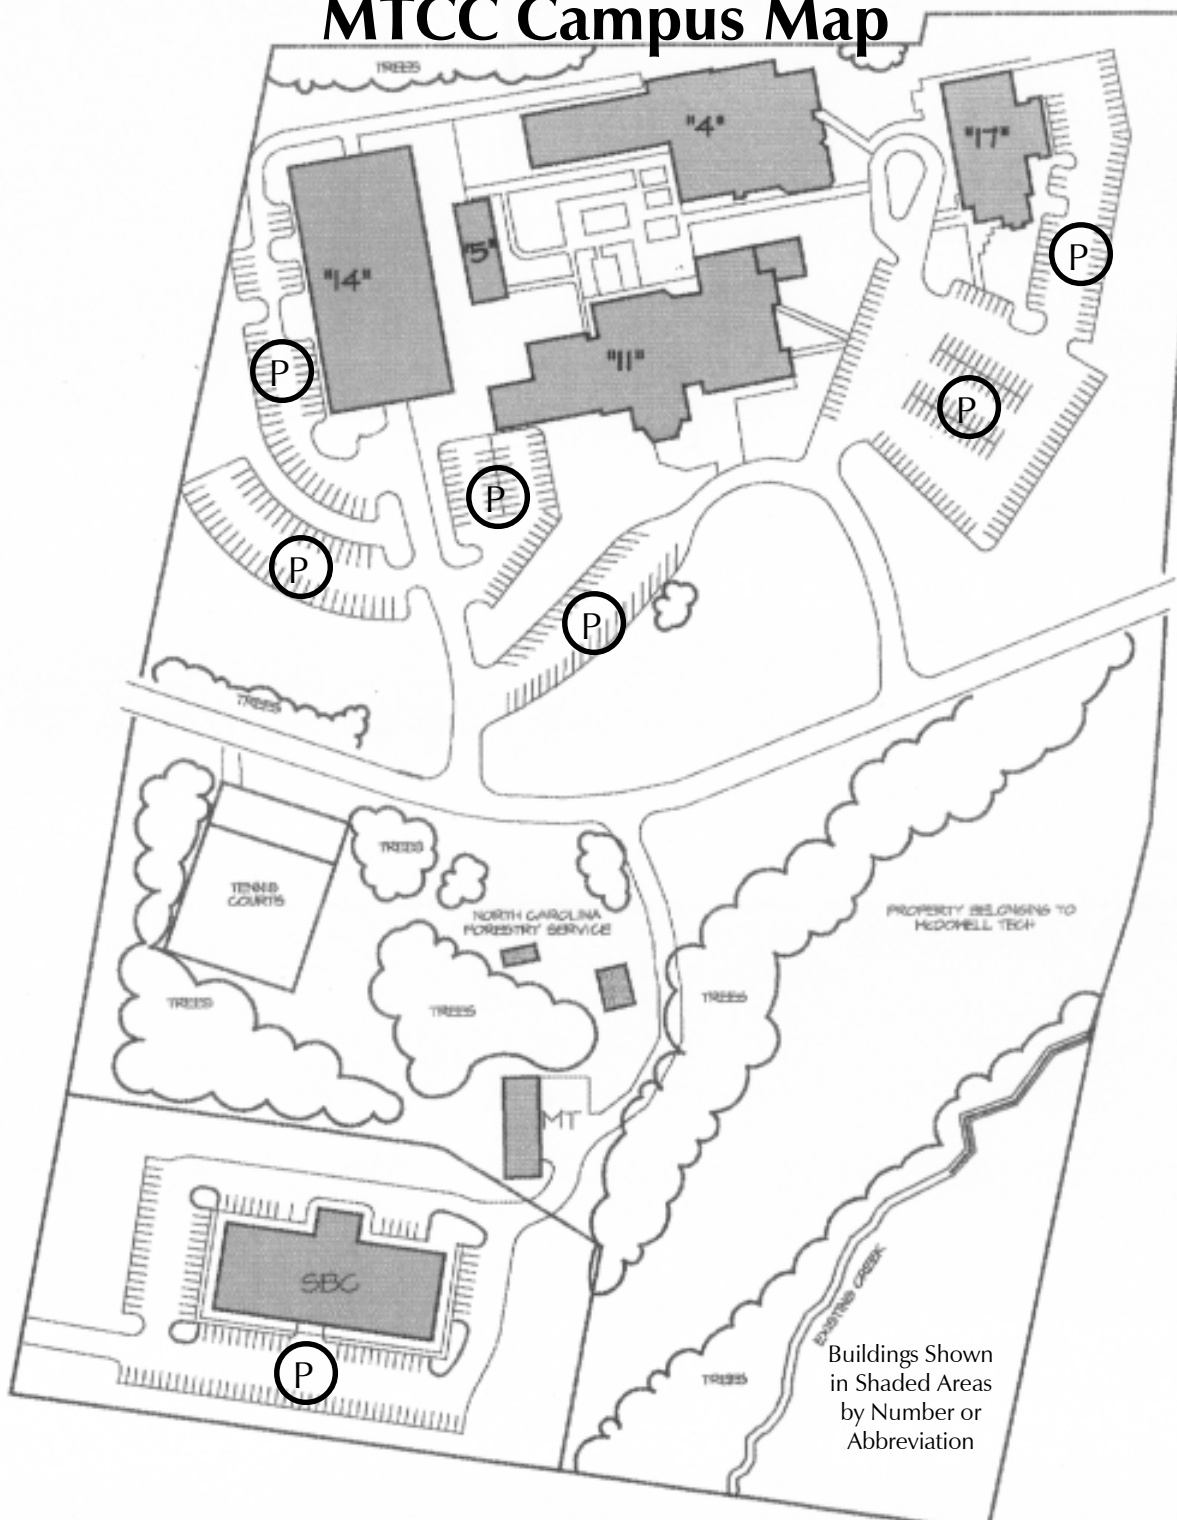 MTCC Campus Map
TREES
"4"
"17"
"5"
"14"
P
"11"
P
P
P
P
P
P
TREES
TREES
TENNIS
COURTS
NORTH CAROLINA
FORESTRY SERVICE
PROPERTY BELONGING TO
McDOWELL TECH
TREES
TREES
TREES
MT
SBC
EXISTING CREEK
P
TREES
Buildings Shown
in Shaded Areas
by Number or
Abbreviation